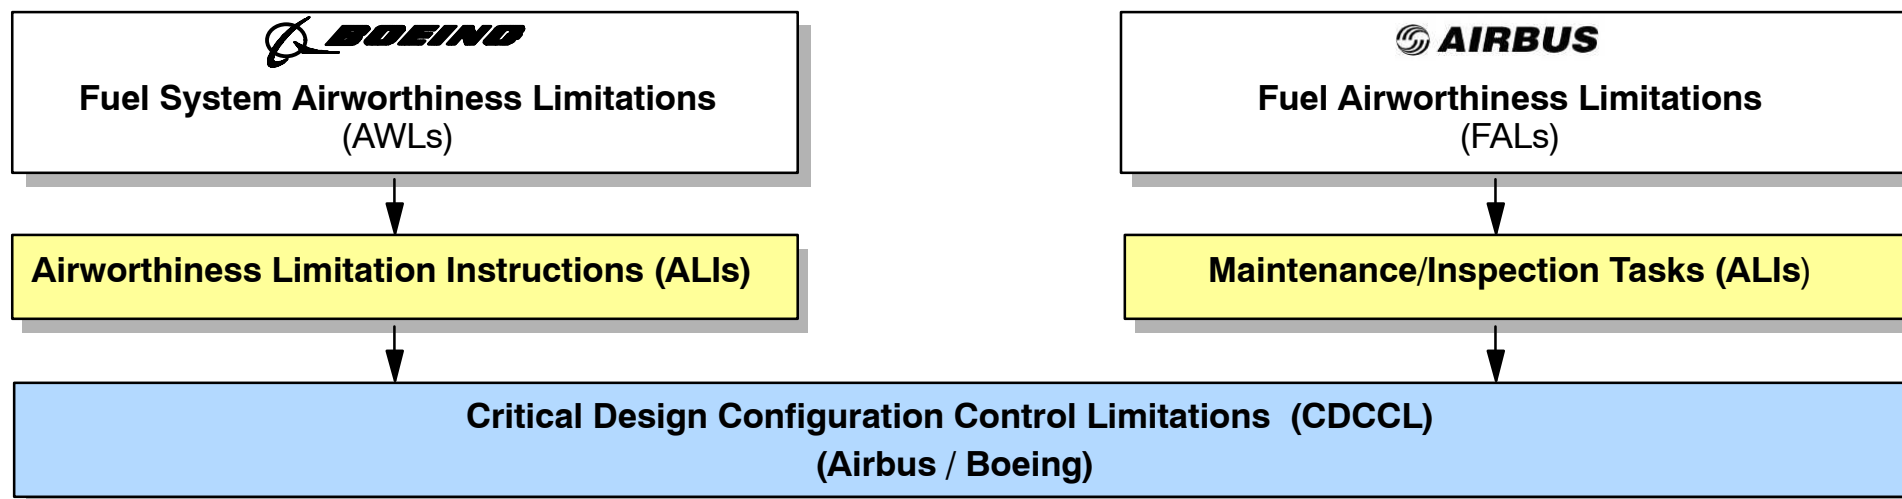 BOEING
Fuel System Airworthiness Limitations
(AWLs)
AIRBUS
Fuel Airworthiness Limitations
(FALs)
Airworthiness Limitation Instructions (ALIs)
Maintenance/Inspection Tasks (ALIs)
Critical Design Configuration Control Limitations (CDCCL)
(Airbus / Boeing)